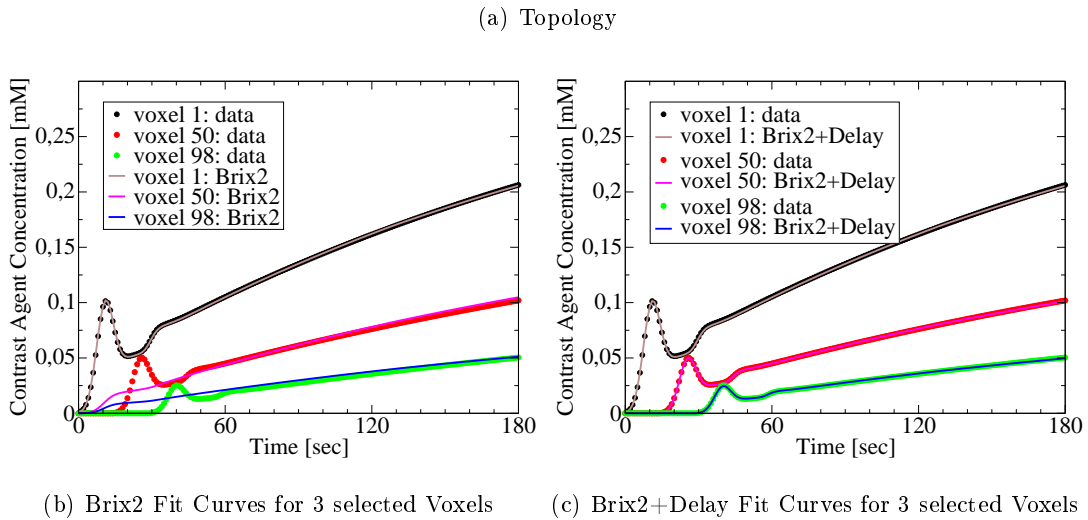 (a) Topology
Contrast Agent Concentration [mM]
0,25
0,2
0,15
0,1
0,05
0
voxel 1: data
voxel 50: data
voxel 98: data
voxel 1: Brix2
voxel 50: Brix2
voxel 98: Brix2
0 60 120 180
Time [sec]
(b) Brix2 Fit Curves for 3 selected Voxels
Contrast Agent Concentration [mM]
0,25
0,2
0,15
0,1
0,05
0
voxel 1: data
voxel 1: Brix2+Delay
voxel 50: data
voxel 50: Brix2+Delay
voxel 98: data
voxel 98: Brix2+Delay
0 60 120 180
Time [sec]
(c) Brix2+Delay Fit Curves for 3 selected Voxels